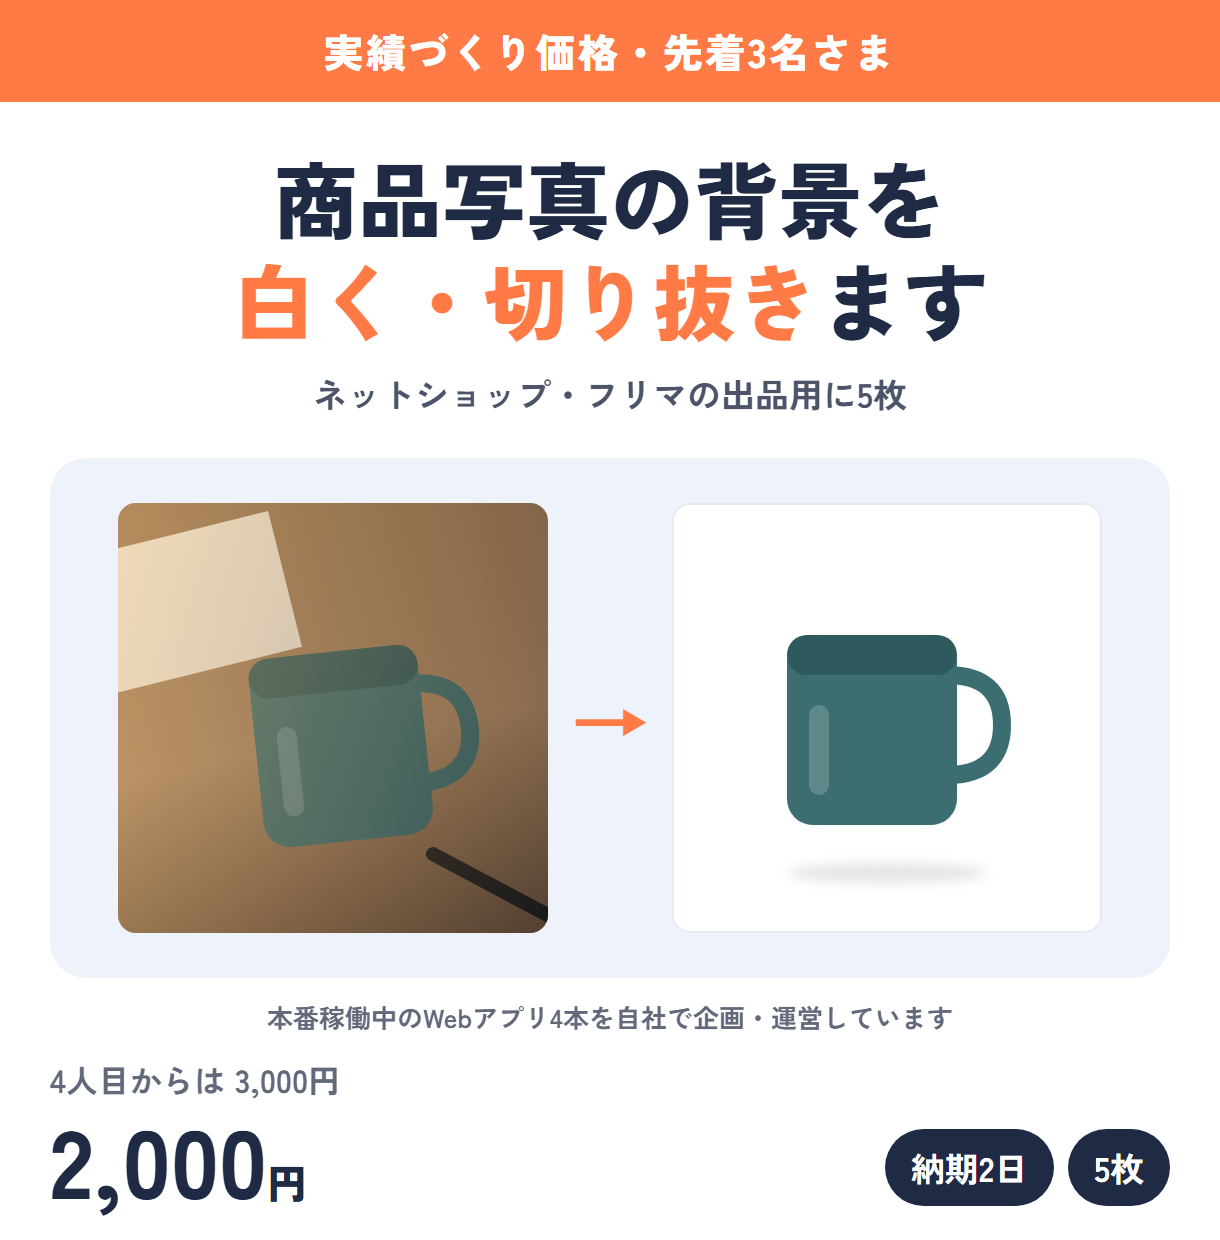 実績づくり価格・先着3名さま
商品写真の背景を
白く・切り抜きます
ネットショップ・フリマの出品用に5枚
本番稼働中のWebアプリ4本を自社で企画・運営しています
4人目からは 3,000円
2,000円
納期2日
5枚